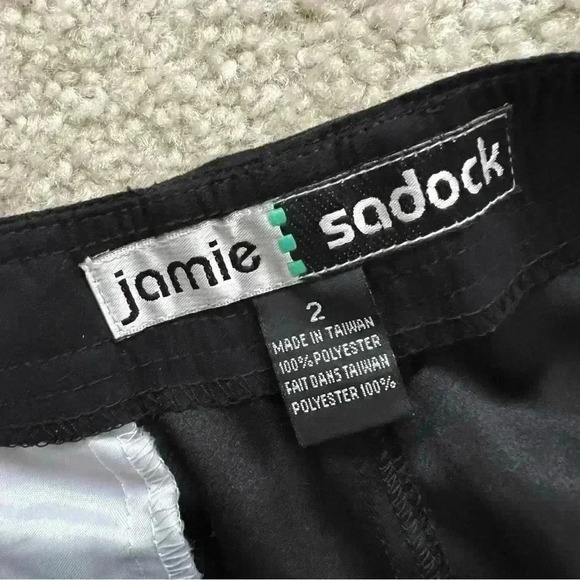 jamie sadock
2
MADE IN TAIWAN
100% POLYESTER
FAIT DANS TAIWAN
POLYESTER 100%